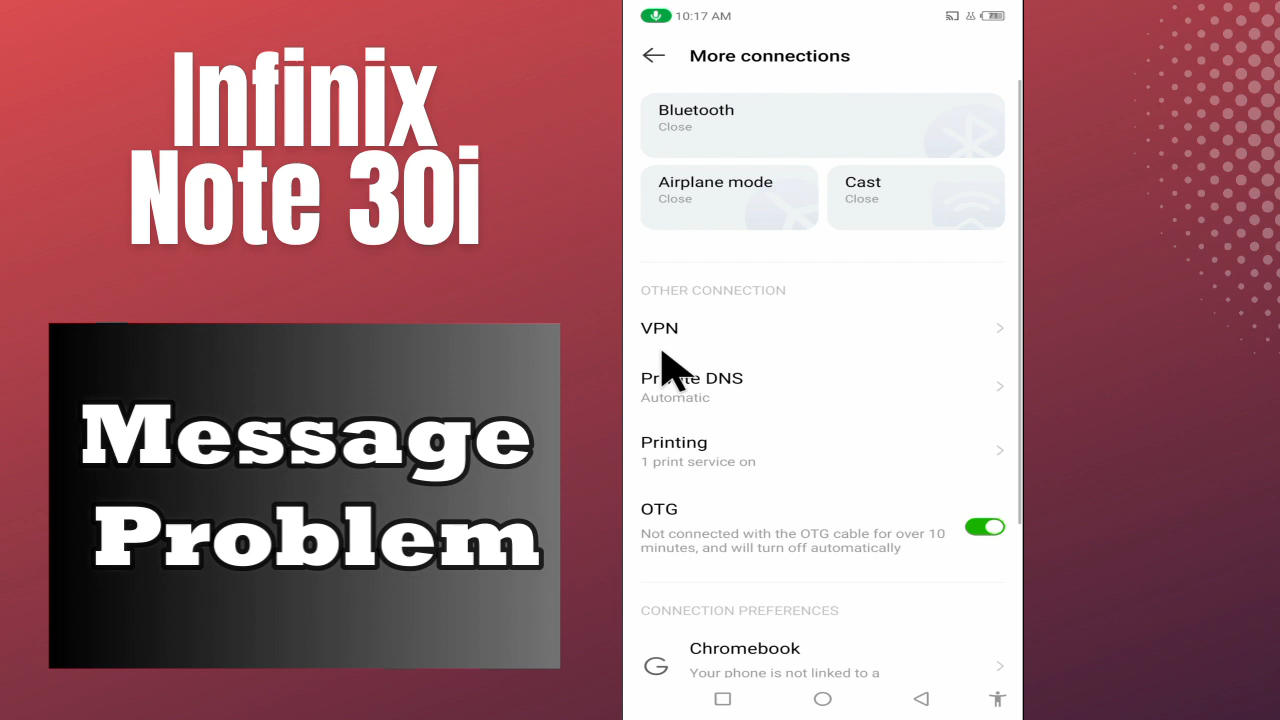 Infinix
Note 30i
Message
Problem
10:17 AM
More connections
Bluetooth
Close
Airplane mode
Close
Cast
Close
OTHER CONNECTION
VPN
Private DNS
Automatic
Printing
1 print service on
OTG
Not connected with the OTG cable for over 10
minutes, and will turn off automatically
CONNECTION PREFERENCES
Chromebook
Your phone is not linked to a